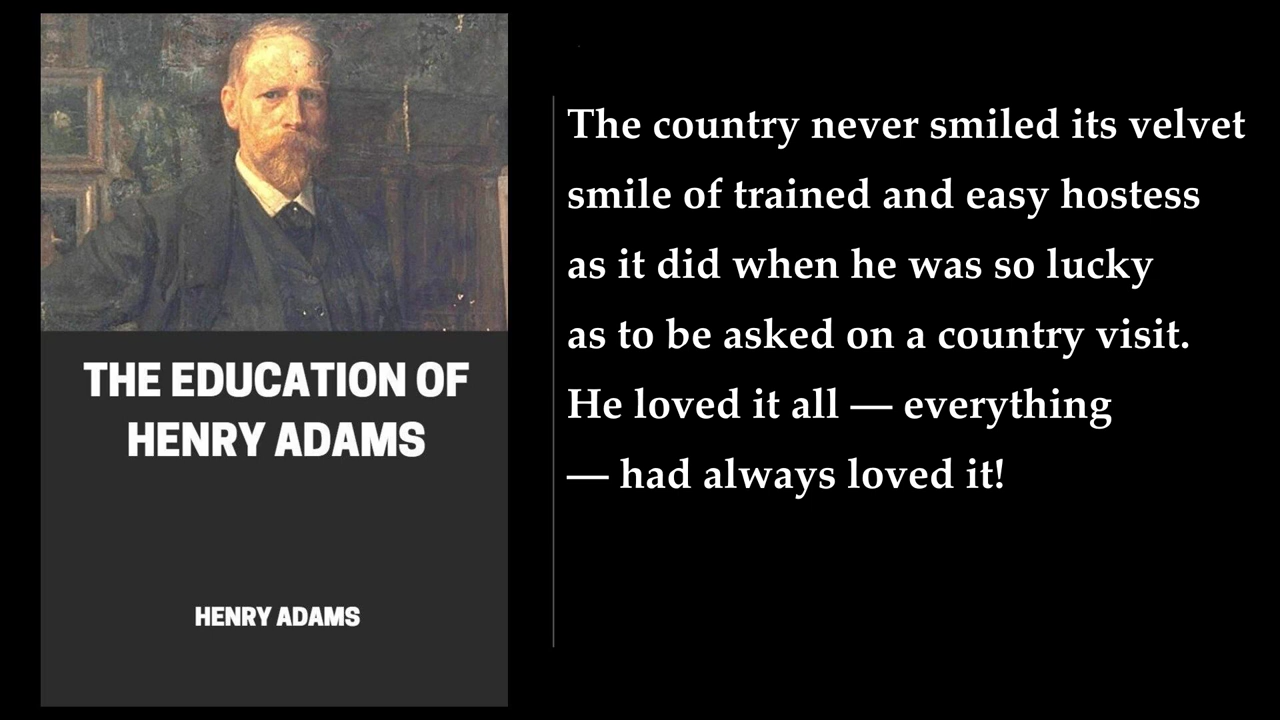 THE EDUCATION OF
HENRY ADAMS
HENRY ADAMS
The country never smiled its velvet
smile of trained and easy hostess
as it did when he was so lucky
as to be asked on a country visit.
He loved it all — everything
— had always loved it!